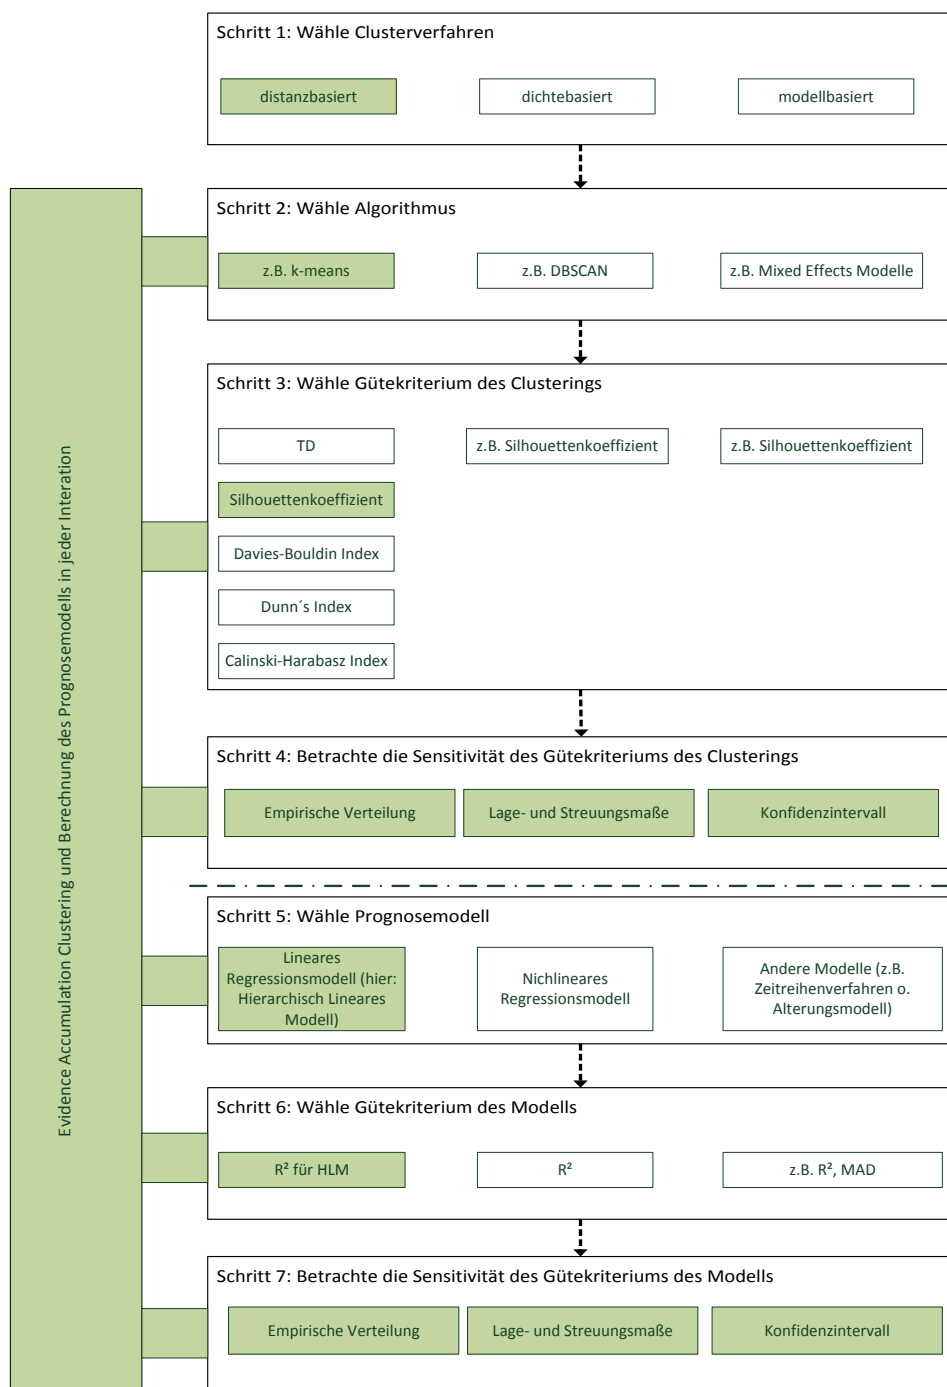 Schritt 1: Wähle Clusterverfahren
distanzbasiert
dichtebasiert
modellbasiert
Evidence Accumulation Clustering und Berechnung des Prognosemodells in jeder Interation
Schritt 2: Wähle Algorithmus
z.B. k-means
z.B. DBSCAN
z.B. Mixed Effects Modelle
Schritt 3: Wähle Gütekriterium des Clusterings
TD
z.B. Silhouettenkoeffizient
z.B. Silhouettenkoeffizient
Silhouettenkoeffizient
Davies-Bouldin Index
Dunn´s Index
Calinski-Harabasz Index
Schritt 4: Betrachte die Sensitivität des Gütekriteriums des Clusterings
Empirische Verteilung
Lage- und Streuungsmaße
Konfidenzintervall
Schritt 5: Wähle Prognosemodell
Lineares
Regressionsmodell (hier:
Hierarchisch Lineares
Modell)
Nichlineares
Regressionsmodell
Andere Modelle (z.B.
Zeitreihenverfahren o.
Alterungsmodell)
Schritt 6: Wähle Gütekriterium des Modells
R² für HLM
R²
z.B. R², MAD
Schritt 7: Betrachte die Sensitivität des Gütekriteriums des Modells
Empirische Verteilung
Lage- und Streuungsmaße
Konfidenzintervall